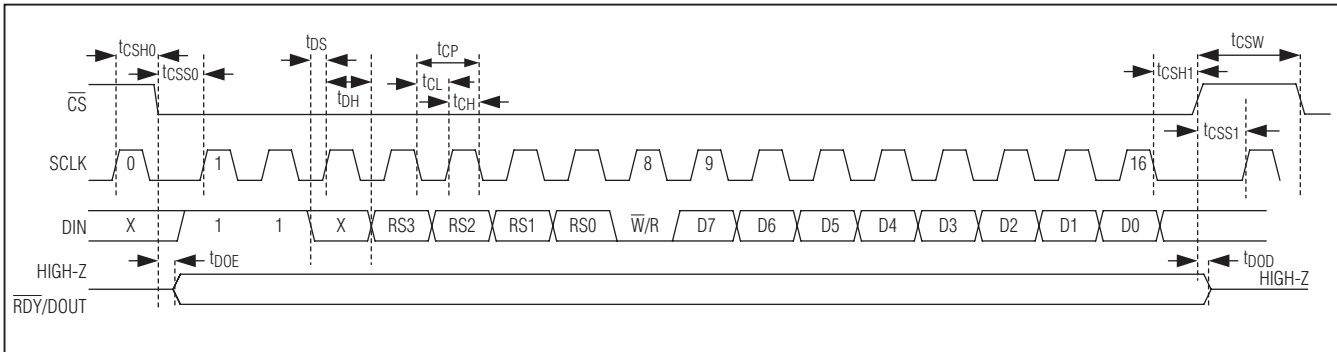 tCSH0 tDS tCP tCSW
tCSS0 tCL tCSH1
tDH tCH
CS tCSS1
SCLK 0 1 8 9 16
DIN X 1 1 X RS3 RS2 RS1 RS0 W/R D7 D6 D5 D4 D3 D2 D1 D0
HIGH-Z tDOE tDOD HIGH-Z
RDY/DOUT